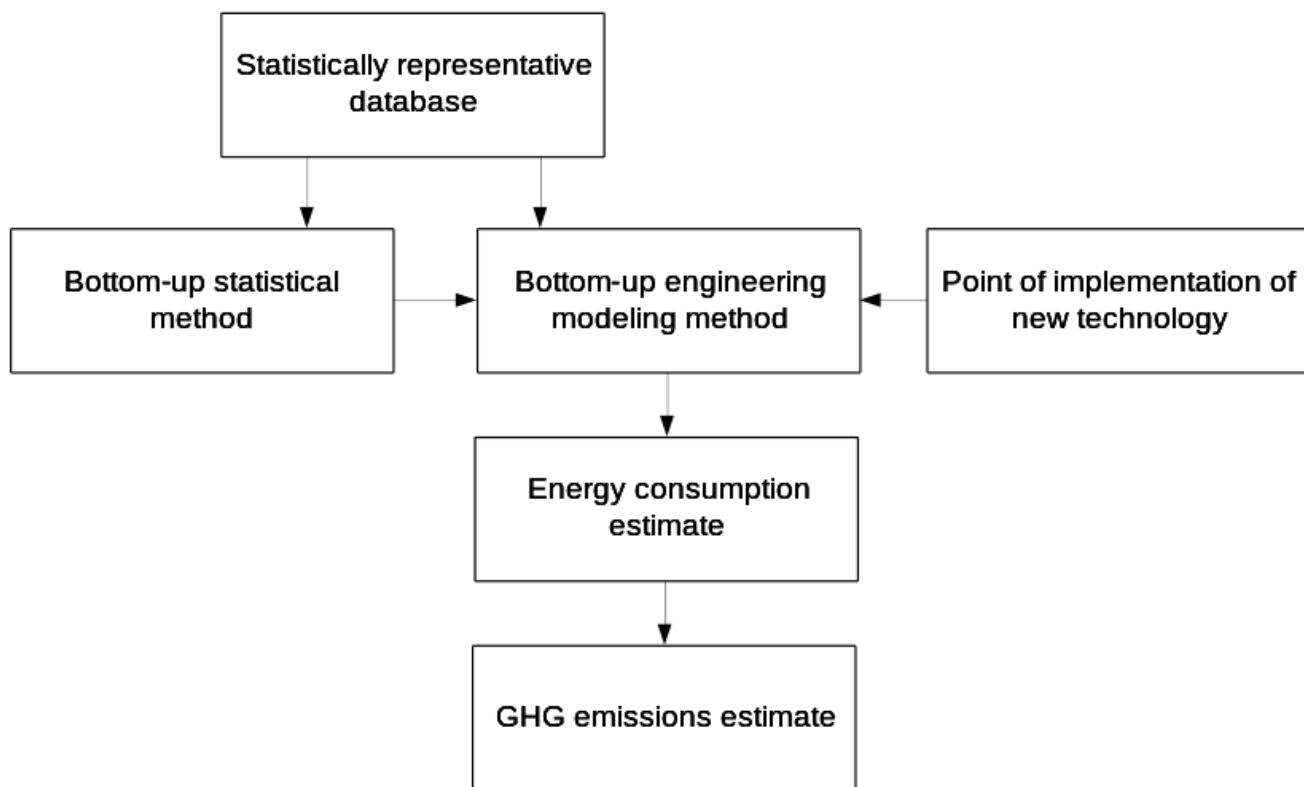 Statistically representative
database
Bottom-up statistical
method
Bottom-up engineering
modeling method
Point of implementation of
new technology
Energy consumption
estimate
GHG emissions estimate